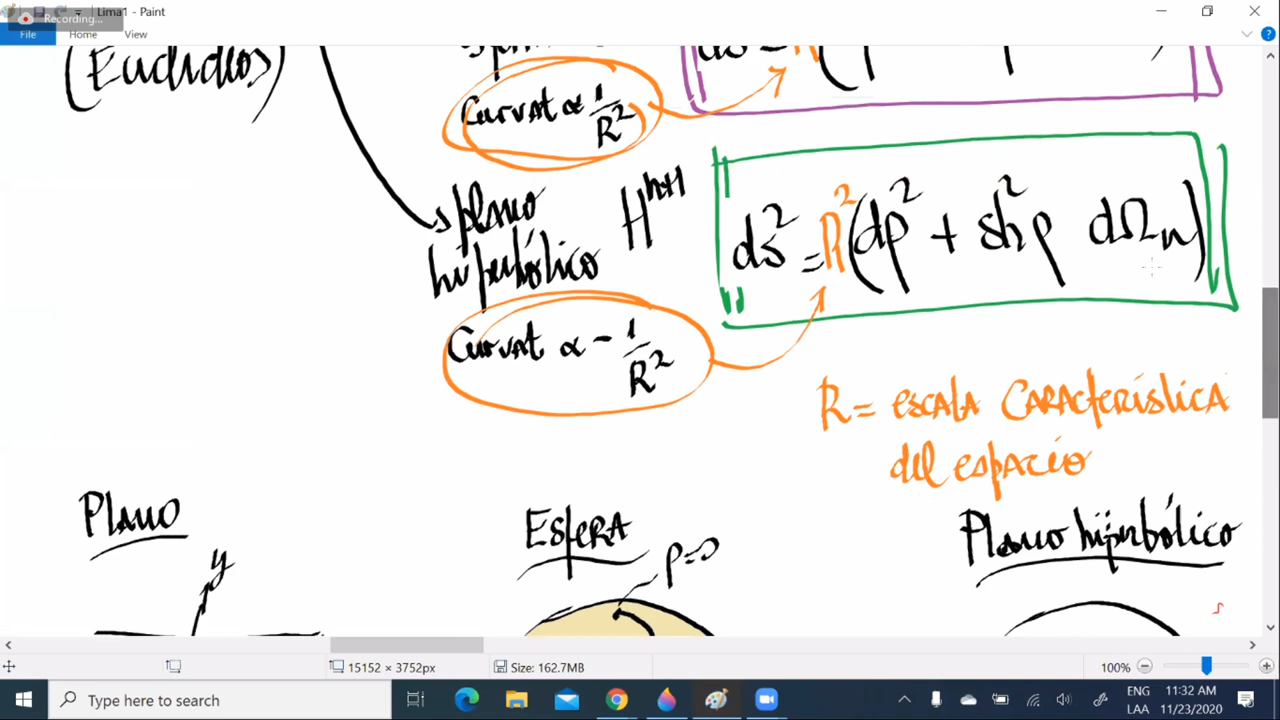 Recording...
Lima1 - Paint
File Home View
(Euclideos)
Curvat α 1/R²
splano hiperbólico H^{n+1}
ds² = R²(dρ² + sh²ρ dΩn)
Curvat α - 1/R²
R = escala CARACterística
del espacio
Plano
y
EsfeRA
ρ=0
Plano hiperbólico
15152 × 3752px
Size: 162.7MB
100%
Type here to search
ENG
LAA
11:32 AM
11/23/2020